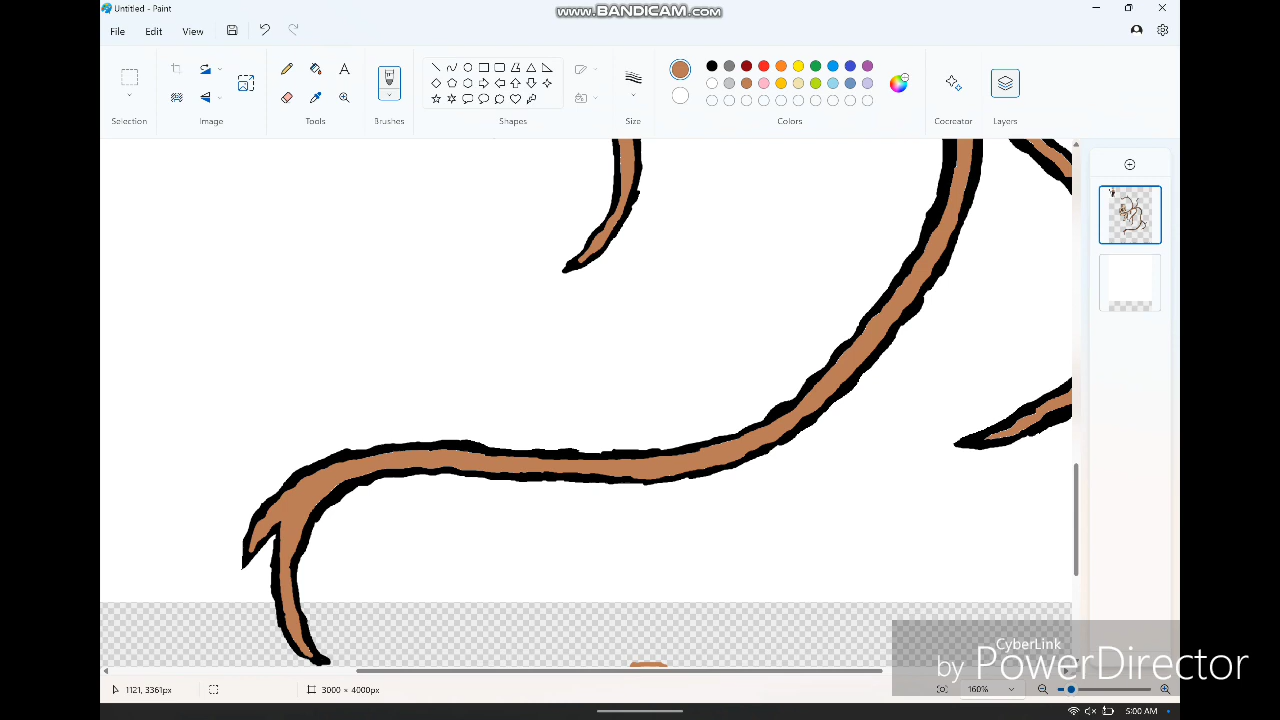 Untitled - Paint
www.BANDICAM.com
File Edit View
Selection Image Tools Brushes Shapes Size Colors Cocreator Layers
CyberLink
by PowerDirector
1121, 3361px 3000 × 4000px 160%
5:00 AM